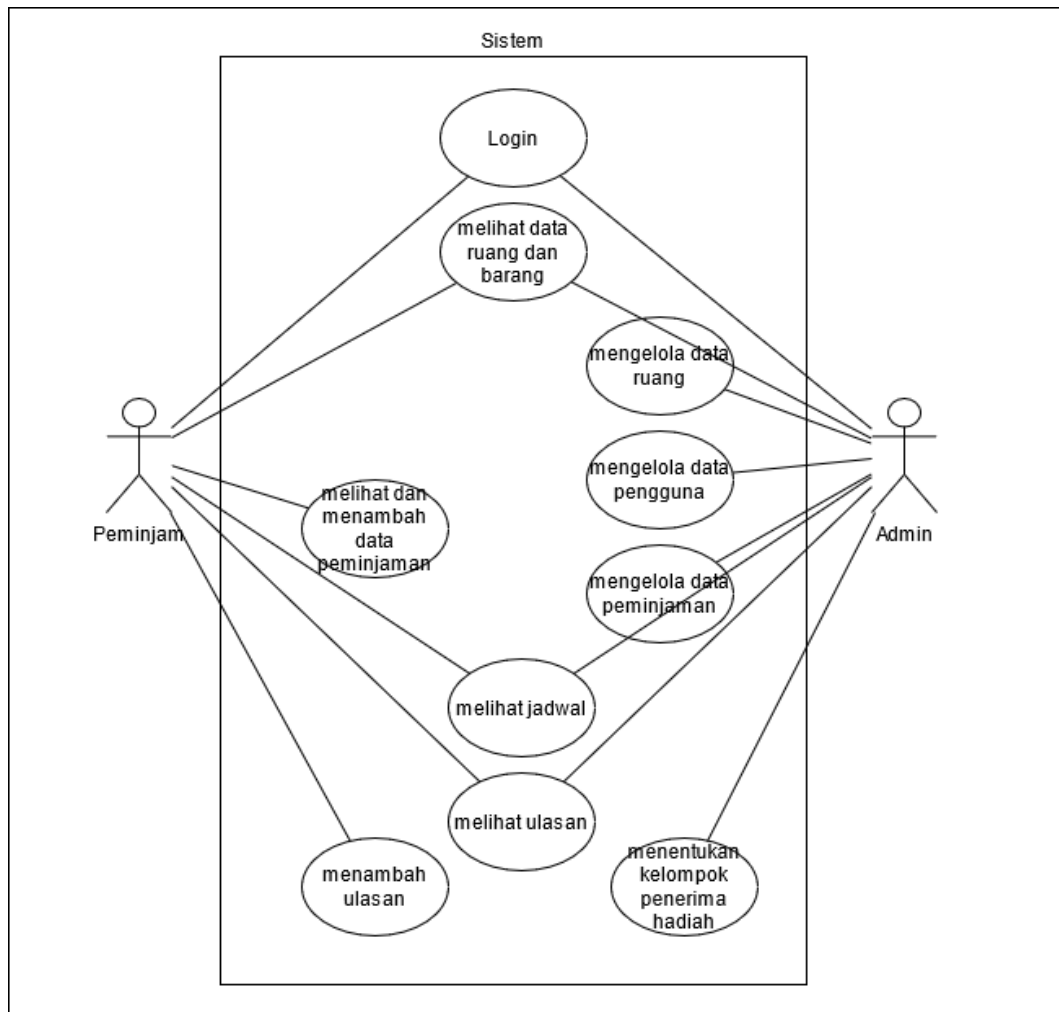 Sistem
Login
melihat data
ruang dan
barang
mengelola data
ruang
mengelola data
pengguna
melihat dan
menambah
data
peminjaman
Peminjam
Admin
mengelola data
peminjaman
melihat jadwal
melihat ulasan
menambah
ulasan
menentukan
kelompok
penerima
hadiah